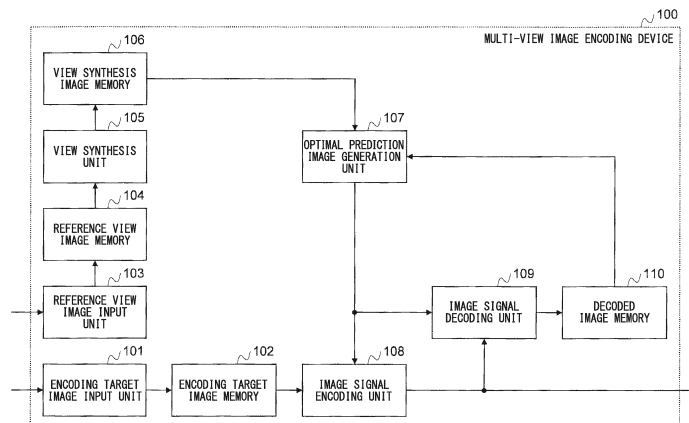 100
MULTI-VIEW IMAGE ENCODING DEVICE
106
VIEW SYNTHESIS
IMAGE MEMORY
105
VIEW SYNTHESIS
UNIT
107
OPTIMAL PREDICTION
IMAGE GENERATION
UNIT
104
REFERENCE VIEW
IMAGE MEMORY
103
REFERENCE VIEW
IMAGE INPUT
UNIT
109
IMAGE SIGNAL
DECODING UNIT
110
DECODED
IMAGE MEMORY
101
ENCODING TARGET
IMAGE INPUT UNIT
102
ENCODING TARGET
IMAGE MEMORY
108
IMAGE SIGNAL
ENCODING UNIT